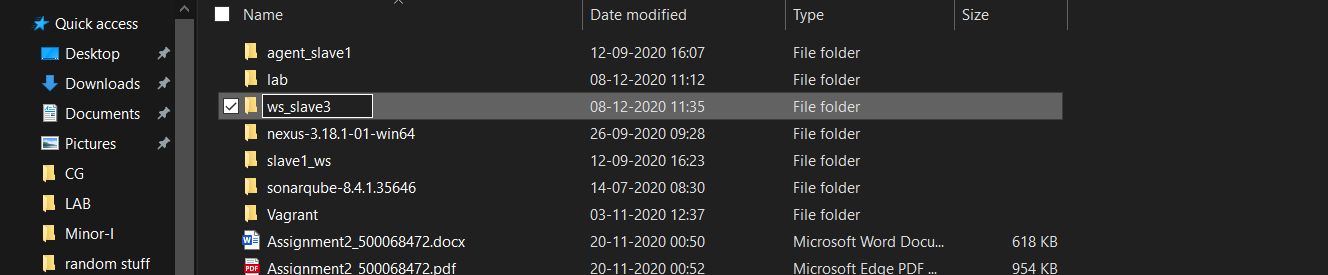 Quick access
Desktop
Downloads
Documents
Pictures
CG
LAB
Minor-I
random stuff
Name Date modified Type Size
agent_slave1 12-09-2020 16:07 File folder
lab 08-12-2020 11:12 File folder
ws_slave3 08-12-2020 11:35 File folder
nexus-3.18.1-01-win64 26-09-2020 09:28 File folder
slave1_ws 12-09-2020 16:23 File folder
sonarqube-8.4.1.35646 14-07-2020 08:30 File folder
Vagrant 03-11-2020 12:37 File folder
Assignment2_500068472.docx 20-11-2020 00:50 Microsoft Word Docu... 618 KB
Assignment2_500068472.pdf 20-11-2020 00:52 Microsoft Edge PDF ... 954 KB